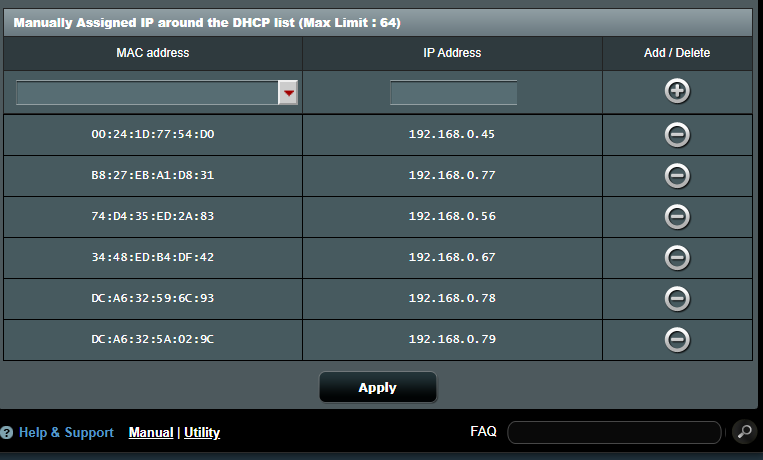 Manually Assigned IP around the DHCP list (Max Limit : 64)
MAC address IP Address Add / Delete
00:24:1D:77:54:D0 192.168.0.45
B8:27:EB:A1:D8:31 192.168.0.77
74:D4:35:ED:2A:83 192.168.0.56
34:48:ED:B4:DF:42 192.168.0.67
DC:A6:32:59:6C:93 192.168.0.78
DC:A6:32:5A:02:9C 192.168.0.79
Apply
? Help & Support Manual | Utility FAQ